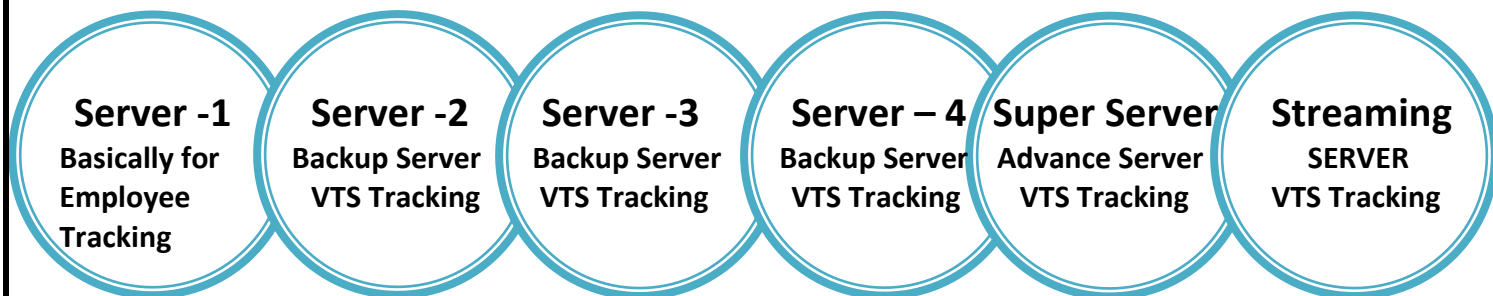 Server -1
Basically for
Employee
Tracking
Server -2
Backup Server
VTS Tracking
Server -3
Backup Server
VTS Tracking
Server – 4
Backup Server
VTS Tracking
Super Server
Advance Server
VTS Tracking
Streaming
SERVER
VTS Tracking